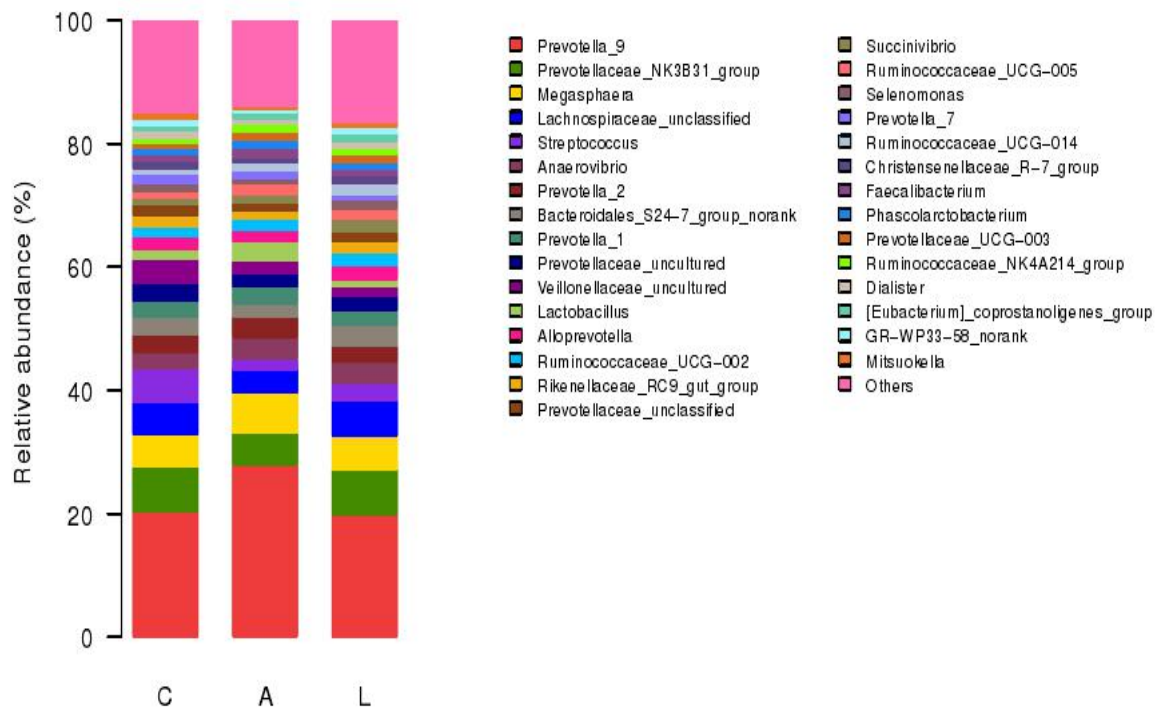 100
80
60
40
20
0
Relative abundance (%)
C A L
Prevotella_9
Prevotellaceae_NK3B31_group
Megasphaera
Lachnospiraceae_unclassified
Streptococcus
Anaerovibrio
Prevotella_2
Bacteroidales_S24-7_group_norank
Prevotella_1
Prevotellaceae_uncultured
Veillonellaceae_uncultured
Lactobacillus
Alloprevotella
Ruminococcaceae_UCG-002
Rikenellaceae_RC9_gut_group
Prevotellaceae_unclassified
Succinivibrio
Ruminococcaceae_UCG-005
Selenomonas
Prevotella_7
Ruminococcaceae_UCG-014
Christensenellaceae_R-7_group
Faecalibacterium
Phascolarctobacterium
Prevotellaceae_UCG-003
Ruminococcaceae_NK4A214_group
Dialister
[Eubacterium]_coprostanoligenes_group
GR-WP33-58_norank
Mitsuokella
Others